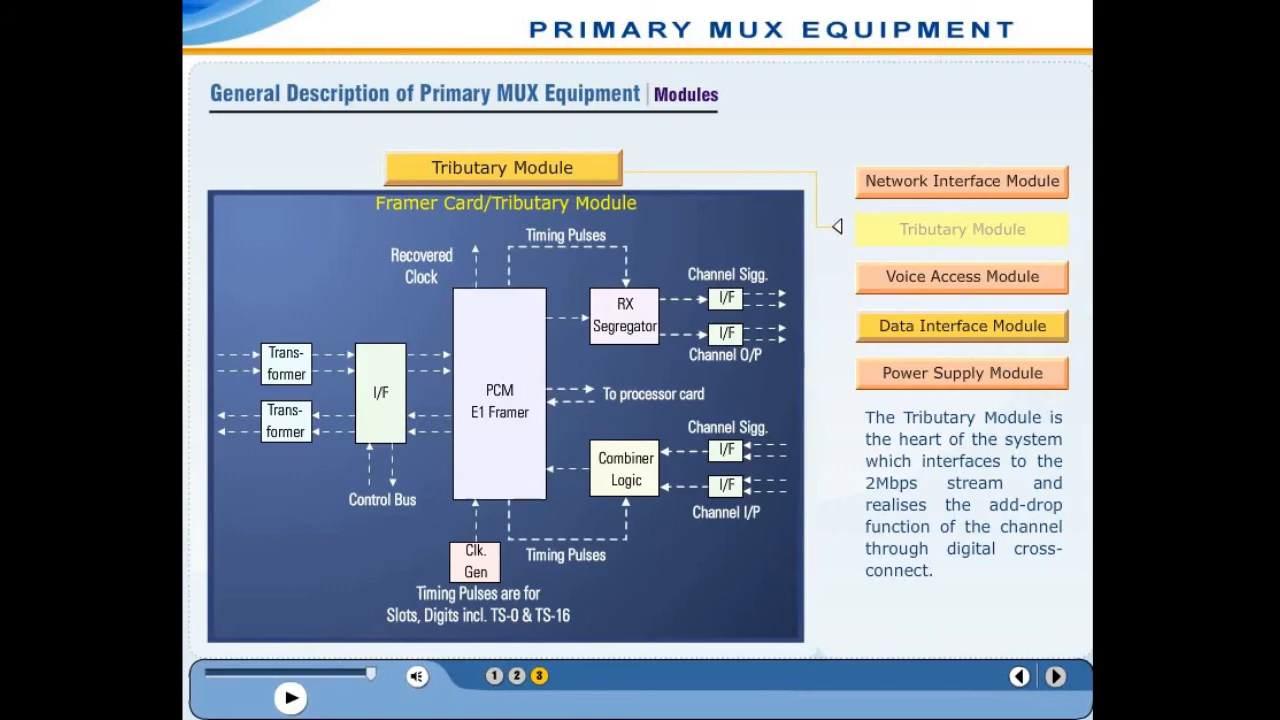 PRIMARY MUX EQUIPMENT
General Description of Primary MUX Equipment | Modules
Tributary Module
Framer Card/Tributary Module
Timing Pulses
Recovered
Clock
Channel Sigg.
RX
Segregator
I/F
I/F
Channel O/P
Trans-
former
I/F
Trans-
former
PCM
E1 Framer
To processor card
Channel Sigg.
Combiner
Logic
I/F
I/F
Channel I/P
Control Bus
Clk.
Gen
Timing Pulses
Timing Pulses are for
Slots, Digits incl. TS-0 & TS-16
Network Interface Module
Tributary Module
Voice Access Module
Data Interface Module
Power Supply Module
The Tributary Module is
the heart of the system
which interfaces to the
2Mbps stream and
realises the add-drop
function of the channel
through digital cross-
connect.
1 2 3